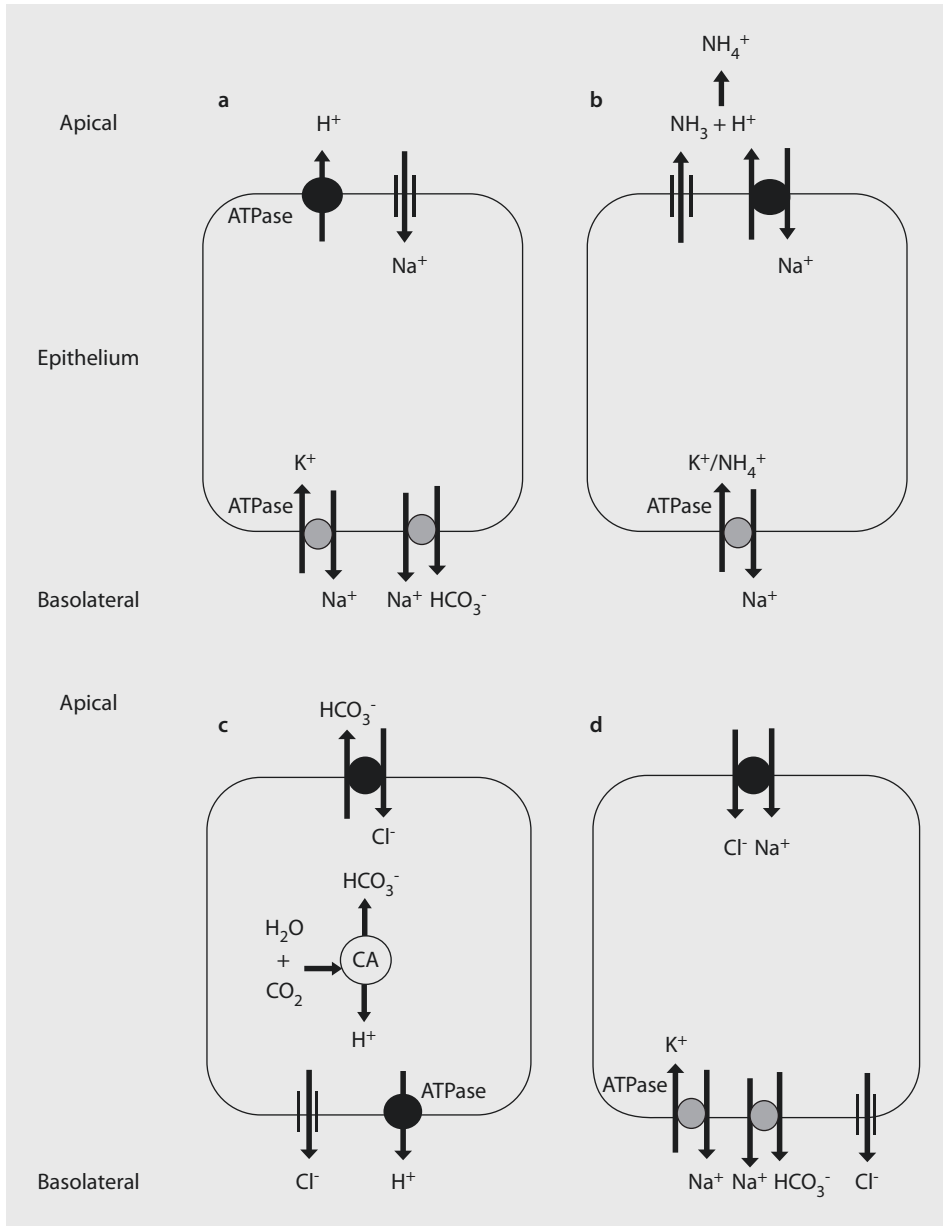 NH₄⁺
a b
Apical H⁺ NH₃ + H⁺
ATPase
Na⁺ Na⁺
Epithelium
K⁺ K⁺/NH₄⁺
ATPase ATPase
Basolateral Na⁺ Na⁺ HCO₃⁻ Na⁺
Apical HCO₃⁻
c d
Cl⁻ Cl⁻ Na⁺
HCO₃⁻
H₂O
+ CA
CO₂
H⁺ K⁺
ATPase ATPase
Basolateral Cl⁻ H⁺ Na⁺ Na⁺ HCO₃⁻ Cl⁻